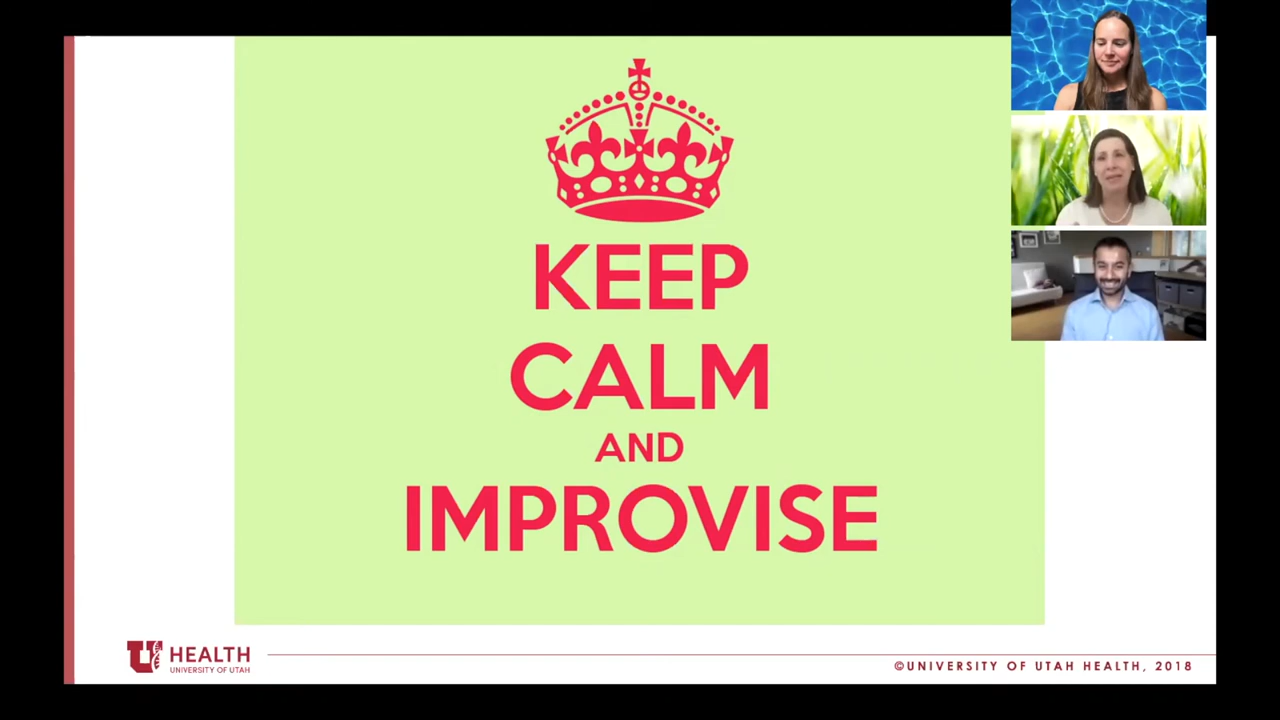 KEEP
CALM
AND
IMPROVISE
U HEALTH
UNIVERSITY OF UTAH
©UNIVERSITY OF UTAH HEALTH, 2018